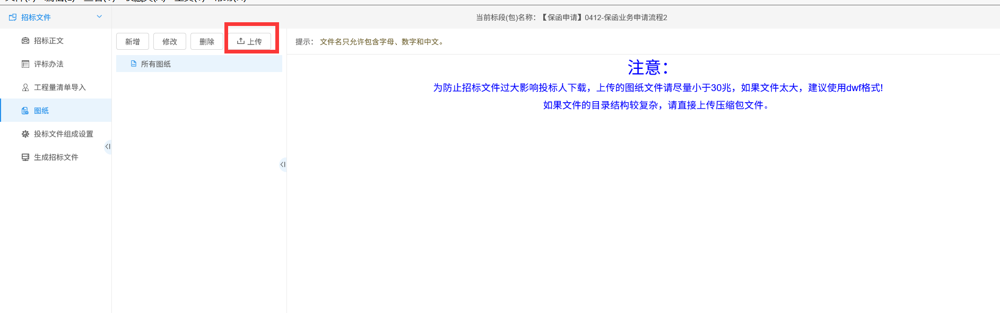 招标文件
当前标段(包)名称：【保函申请】0412-保函业务申请流程2
招标正文
评标办法
工程量清单导入
图纸
投标文件组成设置
生成招标文件
新增 修改 删除 上传
所有图纸
提示： 文件名只允许包含字母、数字和中文。
注意：
为防止招标文件过大影响投标人下载，上传的图纸文件请尽量小于30兆，如果文件太大，建议使用dwf格式!
如果文件的目录结构较复杂，请直接上传压缩包文件。